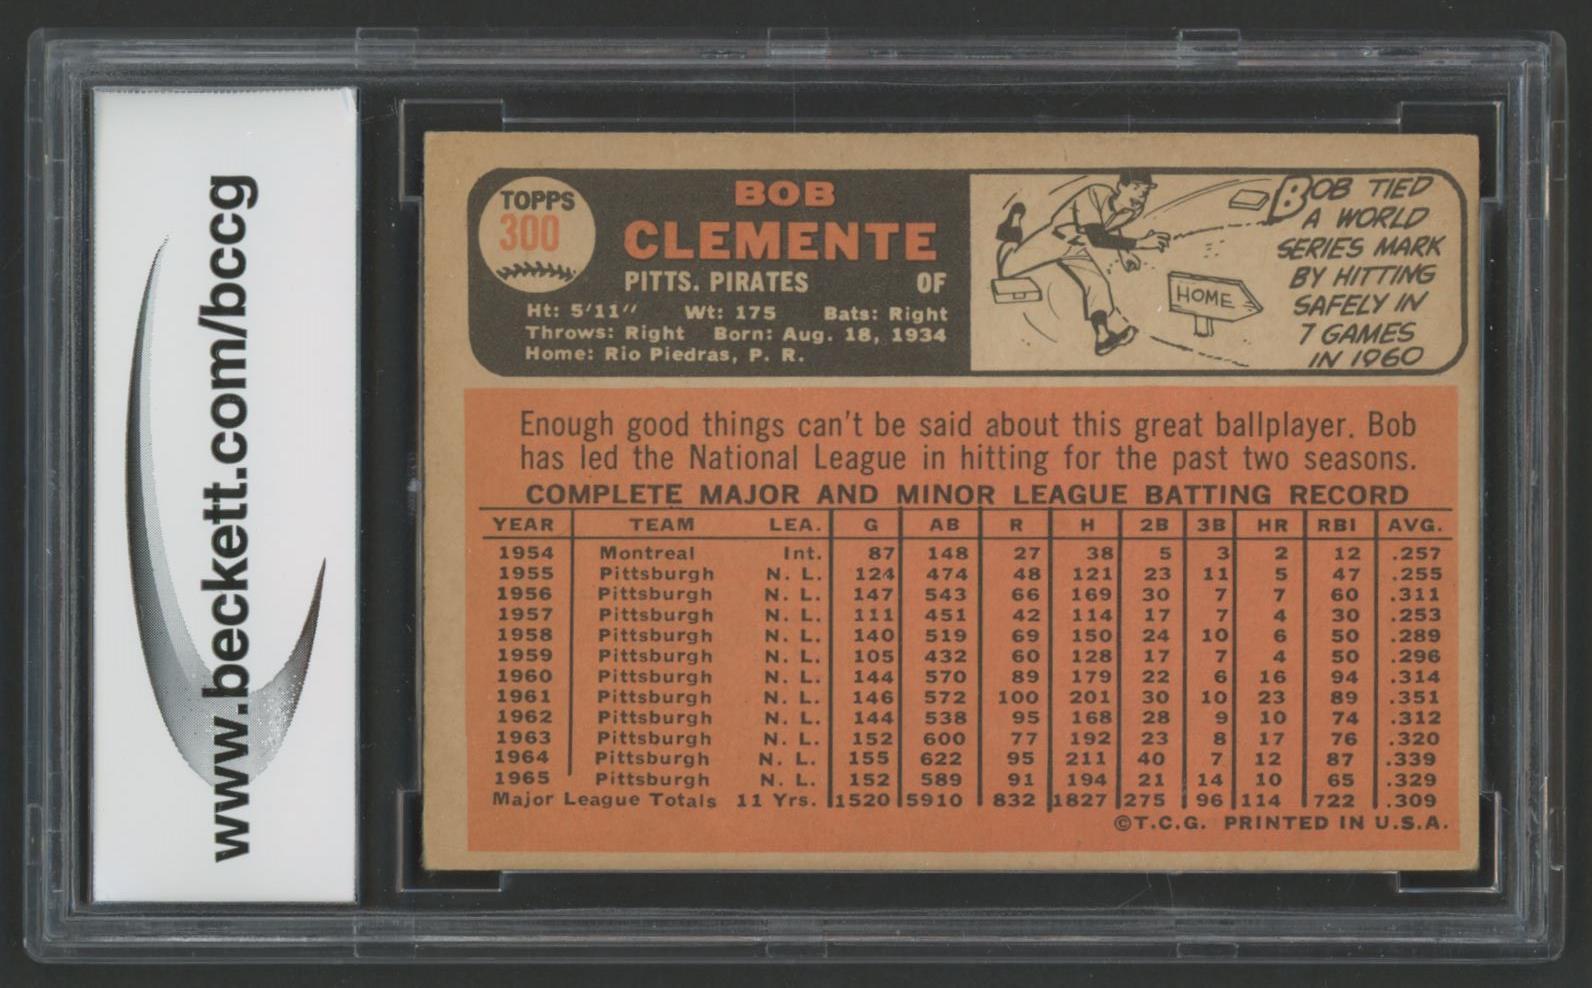 www.beckett.com/bccg
TOPPS
300
BOB
CLEMENTE
PITTS. PIRATES OF
Ht: 5'11" Wt: 175 Bats: Right
Throws: Right Born: Aug. 18, 1934
Home: Rio Piedras, P. R.
HOME
BOB TIED
A WORLD
SERIES MARK
BY HITTING
SAFELY IN
7 GAMES
IN 1960
Enough good things can't be said about this great ballplayer. Bob
has led the National League in hitting for the past two seasons.
COMPLETE MAJOR AND MINOR LEAGUE BATTING RECORD
YEAR TEAM LEA. G AB R H 2B 3B HR RBI AVG.
1954 Montreal Int. 87 148 27 38 5 3 2 12 .257
1955 Pittsburgh N. L. 124 474 48 121 23 11 5 47 .255
1956 Pittsburgh N. L. 147 543 66 169 30 7 7 60 .311
1957 Pittsburgh N. L. 111 451 42 114 17 7 4 30 .253
1958 Pittsburgh N. L. 140 519 69 150 24 10 6 50 .289
1959 Pittsburgh N. L. 105 432 60 128 17 7 4 50 .296
1960 Pittsburgh N. L. 144 570 89 179 22 6 16 94 .314
1961 Pittsburgh N. L. 146 572 100 201 30 10 23 89 .351
1962 Pittsburgh N. L. 144 538 95 168 28 9 10 74 .312
1963 Pittsburgh N. L. 152 600 77 192 23 8 17 76 .320
1964 Pittsburgh N. L. 155 622 95 211 40 7 12 87 .339
1965 Pittsburgh N. L. 152 589 91 194 21 14 10 65 .329
Major League Totals 11 Yrs. 1520 5910 832 1827 275 96 114 722 .309
©T.C.G. PRINTED IN U.S.A.